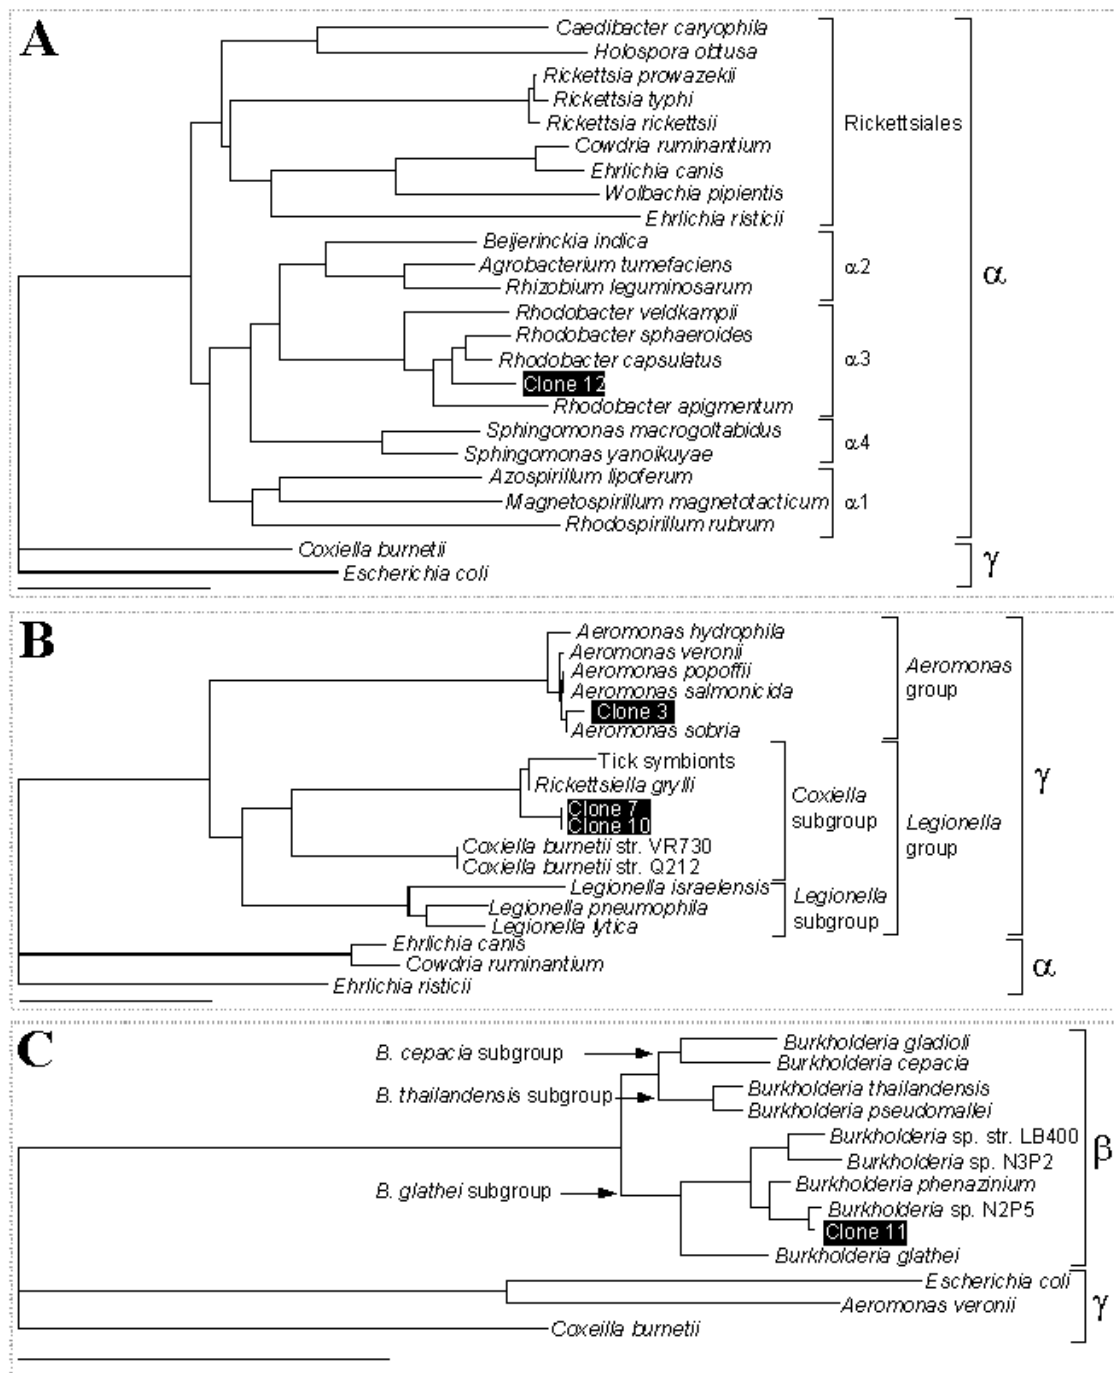 A
Caedibacter caryophila
Holospora obtusa
Rickettsia prowazekii
Rickettsia typhi
Rickettsia rickettsii
Cowdria ruminantium
Ehrlichia canis
Wolbachia pipientis
Ehrlichia risticii
Rickettsiales
Beijerinckia indica
Agrobacterium tumefaciens
Rhizobium leguminosarum
α2
Rhodobacter veldkampii
Rhodobacter sphaeroides
Rhodobacter capsulatus
Clone 12
Rhodobacter apigmentum
α3
Sphingomonas macrogoltabidus
Sphingomonas yanoikuyae
α4
Azospirillum lipoferum
Magnetospirillum magnetotacticum
Rhodospirillum rubrum
α1
α
Coxiella burnetii
Escherichia coli
γ
B
Aeromonas hydrophila
Aeromonas veronii
Aeromonas popoffii
Aeromonas salmonicida
Clone 3
Aeromonas sobria
Aeromonas
group
Tick symbionts
Rickettsiella grylli
Clone 7
Clone 10
Coxiella burnetii str. VR730
Coxiella burnetii str. Q212
Coxiella
subgroup
Legionella israelensis
Legionella pneumophila
Legionella lytica
Legionella
subgroup
Legionella
group
γ
Ehrlichia canis
Cowdria ruminantium
Ehrlichia risticii
α
C
B. cepacia subgroup
B. thailandensis subgroup
B. glathei subgroup
Burkholderia gladioli
Burkholderia cepacia
Burkholderia thailandensis
Burkholderia pseudomallei
Burkholderia sp. str. LB400
Burkholderia sp. N3P2
Burkholderia phenazinium
Burkholderia sp. N2P5
Clone 11
Burkholderia glathei
β
Escherichia coli
Aeromonas veronii
Coxeilla burnetii
γ